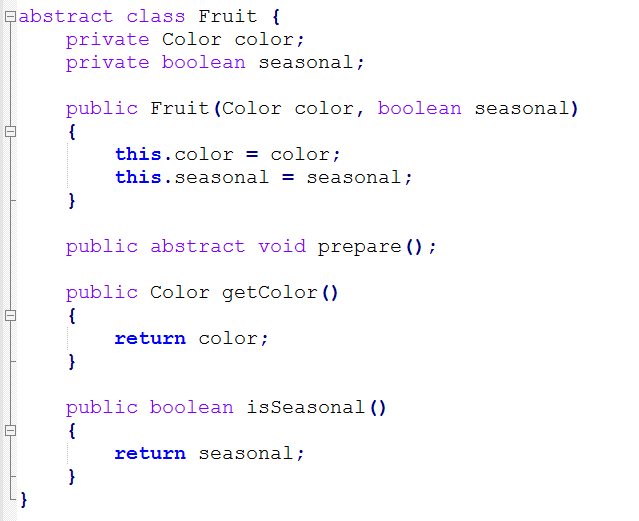 abstract class Fruit {
    private Color color;
    private boolean seasonal;

    public Fruit(Color color, boolean seasonal)
    {
        this.color = color;
        this.seasonal = seasonal;
    }

    public abstract void prepare();

    public Color getColor()
    {
        return color;
    }

    public boolean isSeasonal()
    {
        return seasonal;
    }
}